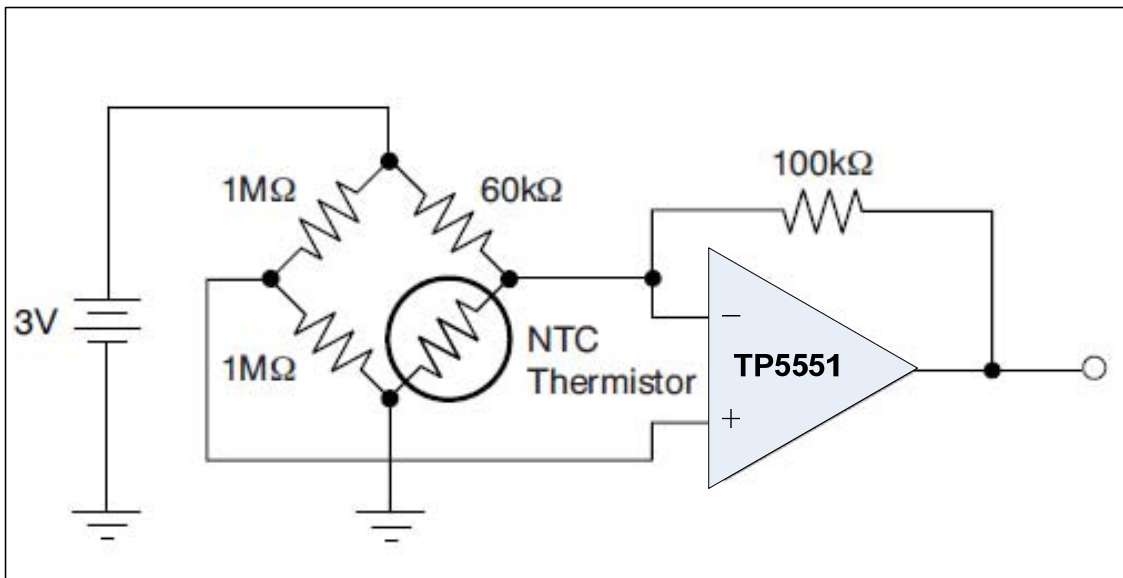 1MΩ
60kΩ
100kΩ
3V
1MΩ
NTC
Thermistor
−
TP5551
+